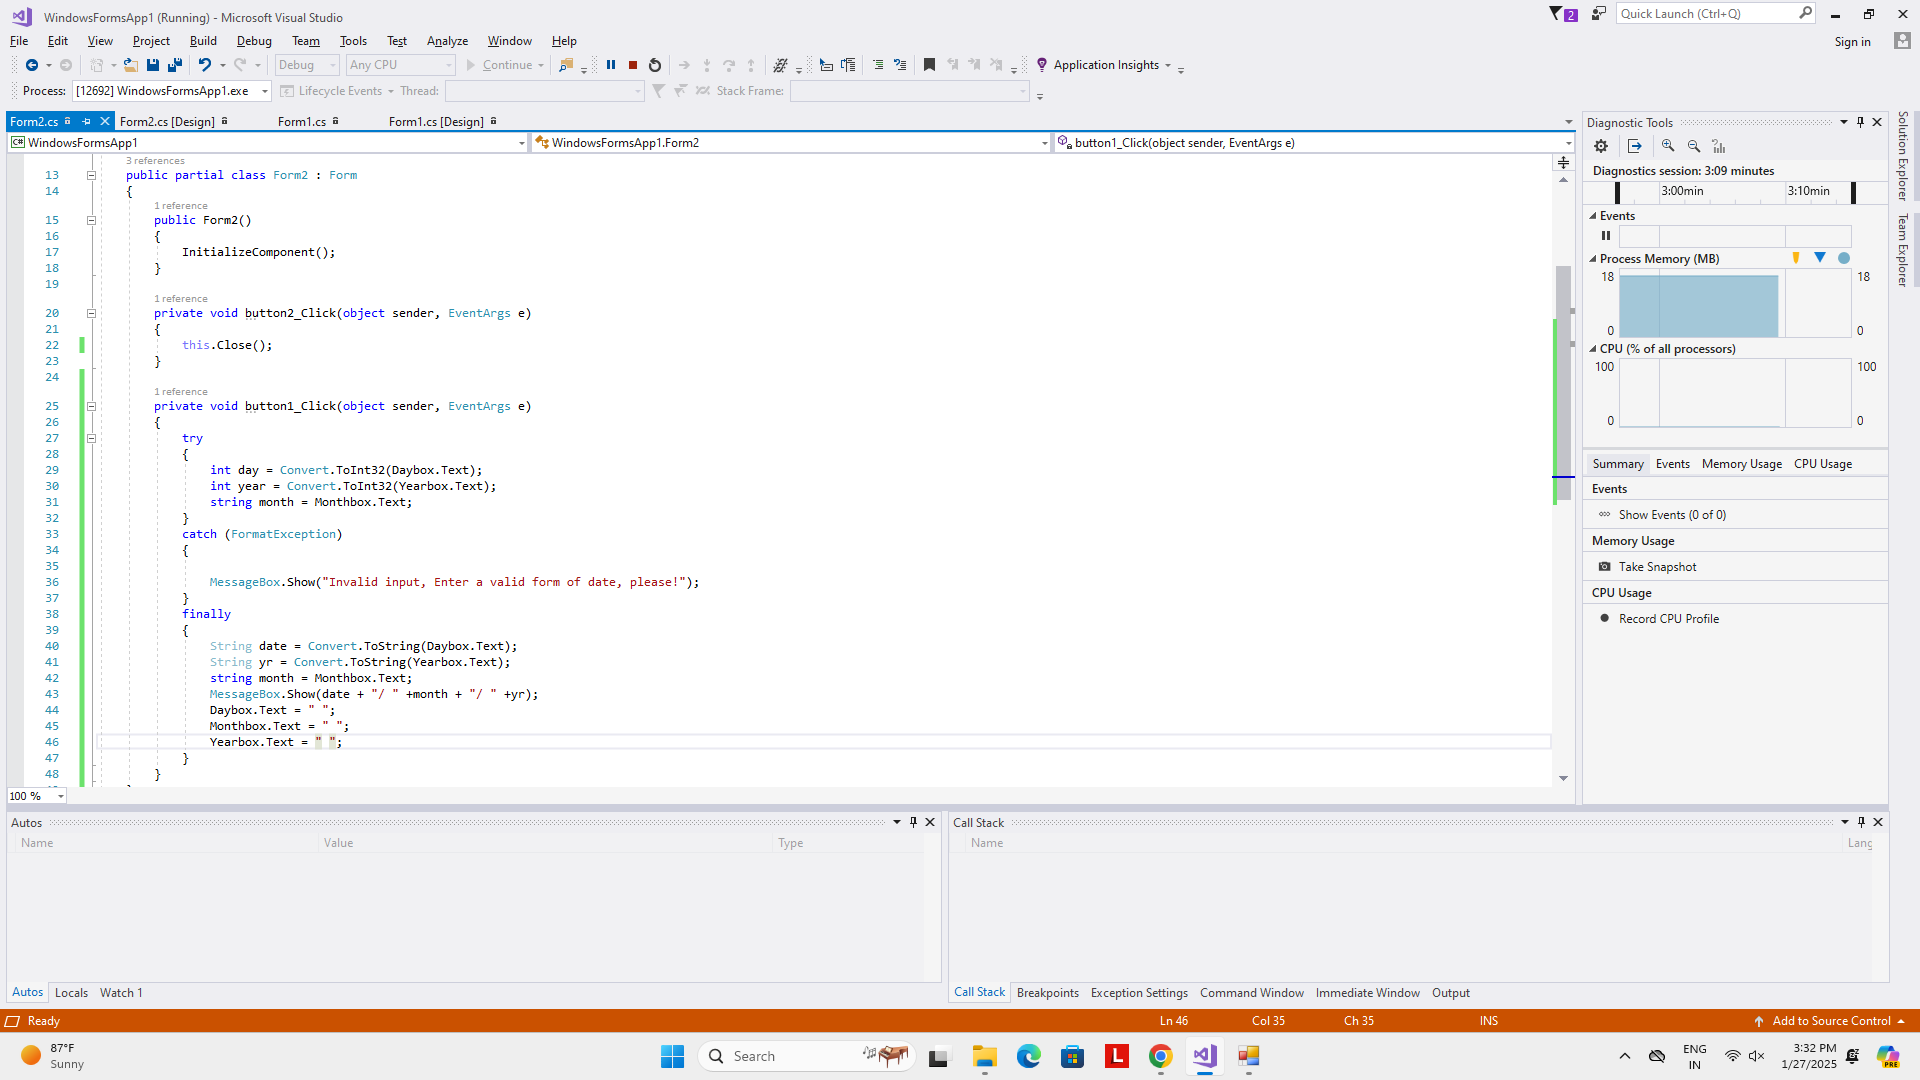 WindowsFormsApp1 (Running) - Microsoft Visual Studio
2
Quick Launch (Ctrl+Q)
File Edit View Project Build Debug Team Tools Test Analyze Window Help
Sign in
Debug Any CPU Continue Application Insights
Process: [12692] WindowsFormsApp1.exe Lifecycle Events Thread: Stack Frame:
Form2.cs Form2.cs [Design] Form1.cs Form1.cs [Design]
C# WindowsFormsApp1 WindowsFormsApp1.Form2 button1_Click(object sender, EventArgs e)
3 references
13 public partial class Form2 : Form
14 {
1 reference
15 public Form2()
16 {
17 InitializeComponent();
18 }
19
1 reference
20 private void button2_Click(object sender, EventArgs e)
21 {
22 this.Close();
23 }
24
1 reference
25 private void button1_Click(object sender, EventArgs e)
26 {
27 try
28 {
29 int day = Convert.ToInt32(Daybox.Text);
30 int year = Convert.ToInt32(Yearbox.Text);
31 string month = Monthbox.Text;
32 }
33 catch (FormatException)
34 {
35
36 MessageBox.Show("Invalid input, Enter a valid form of date, please!");
37 }
38 finally
39 {
40 String date = Convert.ToString(Daybox.Text);
41 String yr = Convert.ToString(Yearbox.Text);
42 string month = Monthbox.Text;
43 MessageBox.Show(date + "/ " +month + "/ " +yr);
44 Daybox.Text = " ";
45 Monthbox.Text = " ";
46 Yearbox.Text = " ";
47 }
48 }
100 %
Diagnostic Tools
Diagnostics session: 3:09 minutes
3:00min 3:10min
Events
Process Memory (MB)
18 18
0 0
CPU (% of all processors)
100 100
0 0
Summary Events Memory Usage CPU Usage
Events
Show Events (0 of 0)
Memory Usage
Take Snapshot
CPU Usage
Record CPU Profile
Solution Explorer
Team Explorer
Autos
Name Value Type
Autos Locals Watch 1
Call Stack
Name Lang
Call Stack Breakpoints Exception Settings Command Window Immediate Window Output
Ready Ln 46 Col 35 Ch 35 INS Add to Source Control
87°F
Sunny
Search
L
PRE
ENG
IN
3:32 PM
1/27/2025